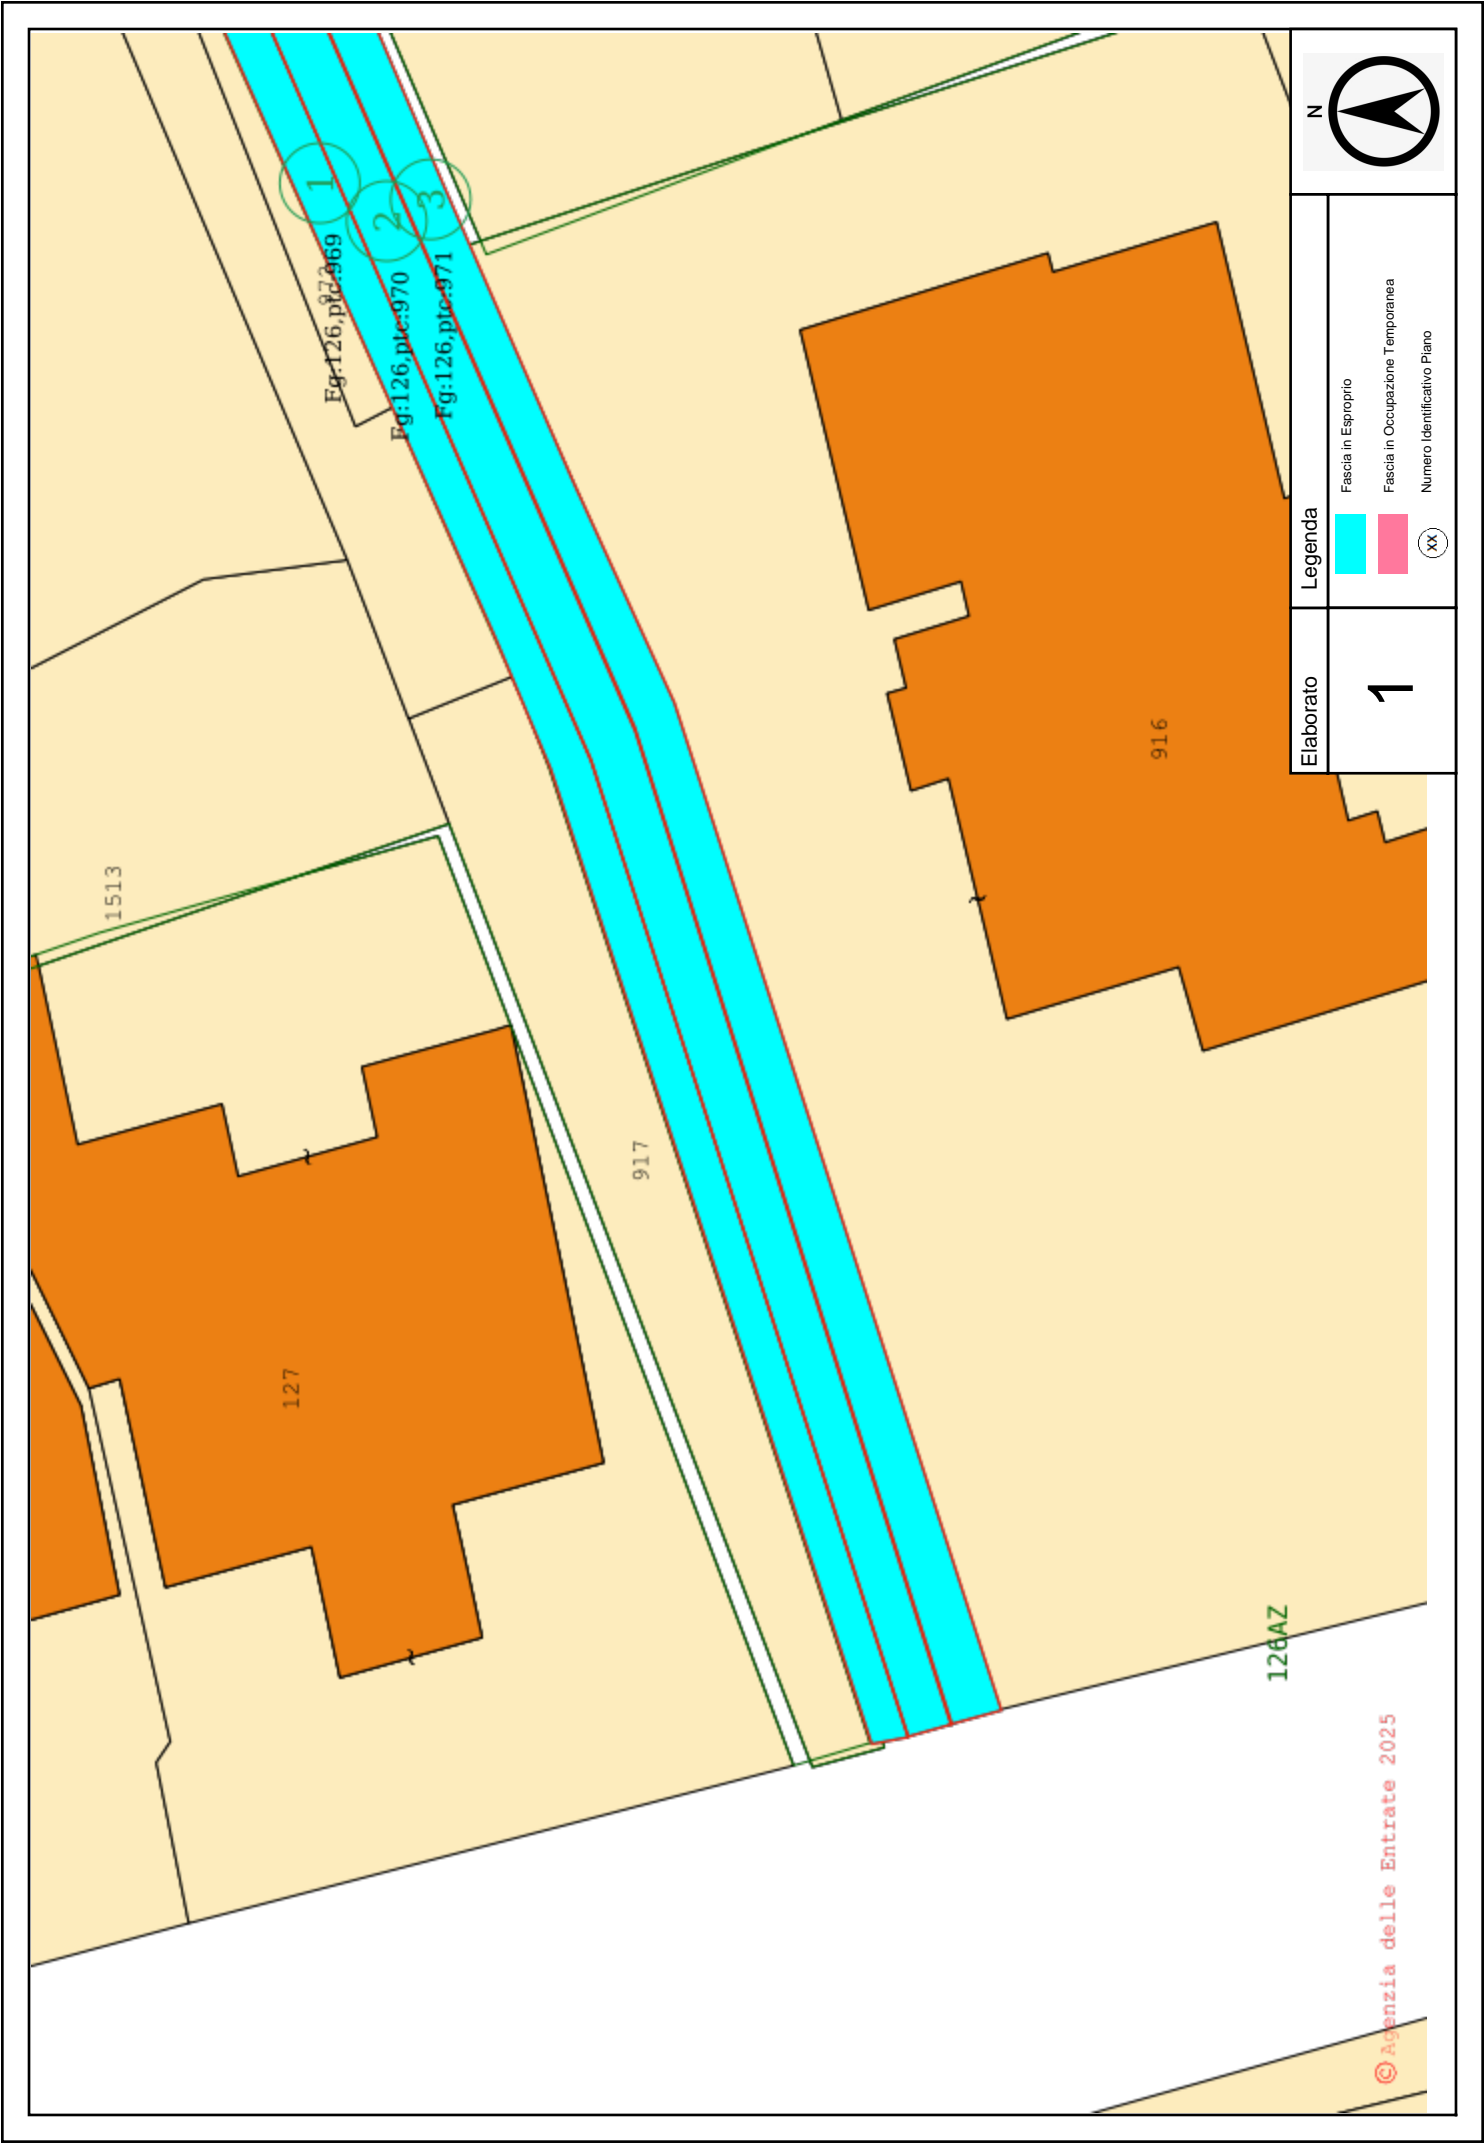 N
Legenda
Fascia in Esproprio
Fascia in Occupazione Temporanea
XX
Numero Identificativo Piano
Elaborato
1
1
2
3
Fg:126,ptc:969
Fg:126,ptc:970
Fg:126,ptc:971
916
1513
917
127
126AZ
© Agenzia delle Entrate 2025